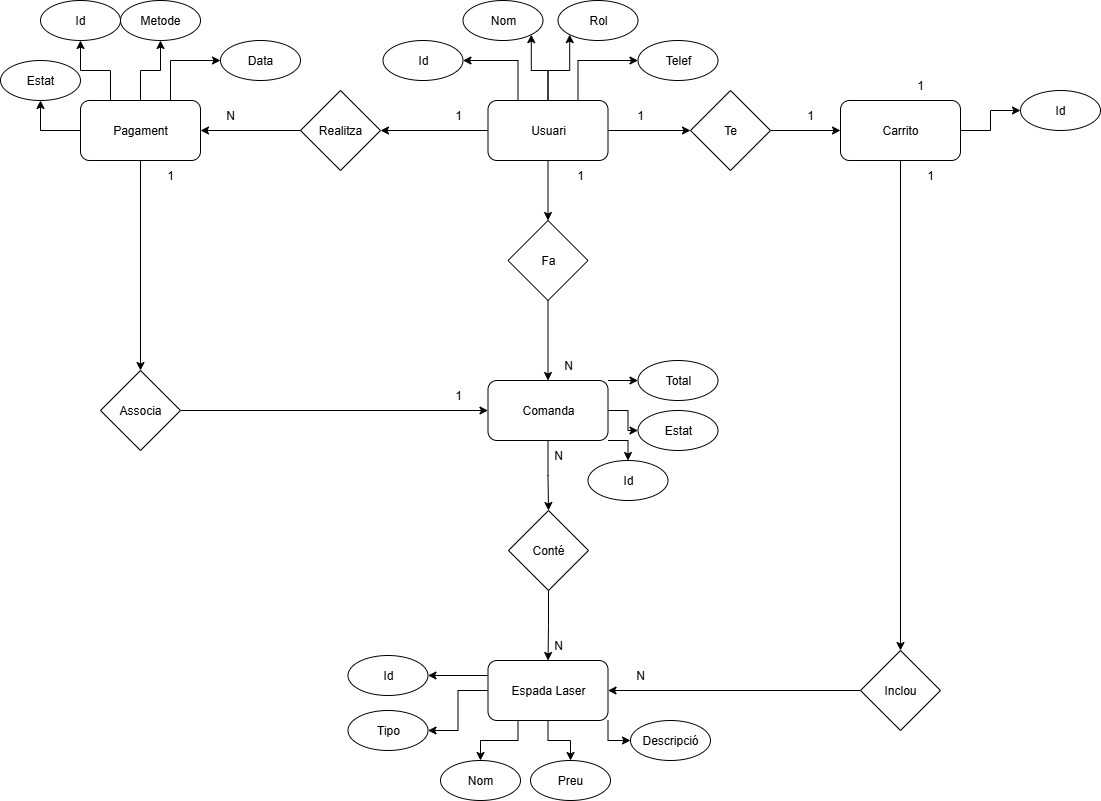 Id
Metode
Nom
Rol
Estat
Data
Id
Telef
1
Id
Pagament
N
Realitza
1
Usuari
1
Te
1
Carrito
1
1
1
Fa
N
Total
Associa
1
Comanda
Estat
N
Id
Conté
N
Id
N
Espada Laser
Inclou
Tipo
Descripció
Nom
Preu